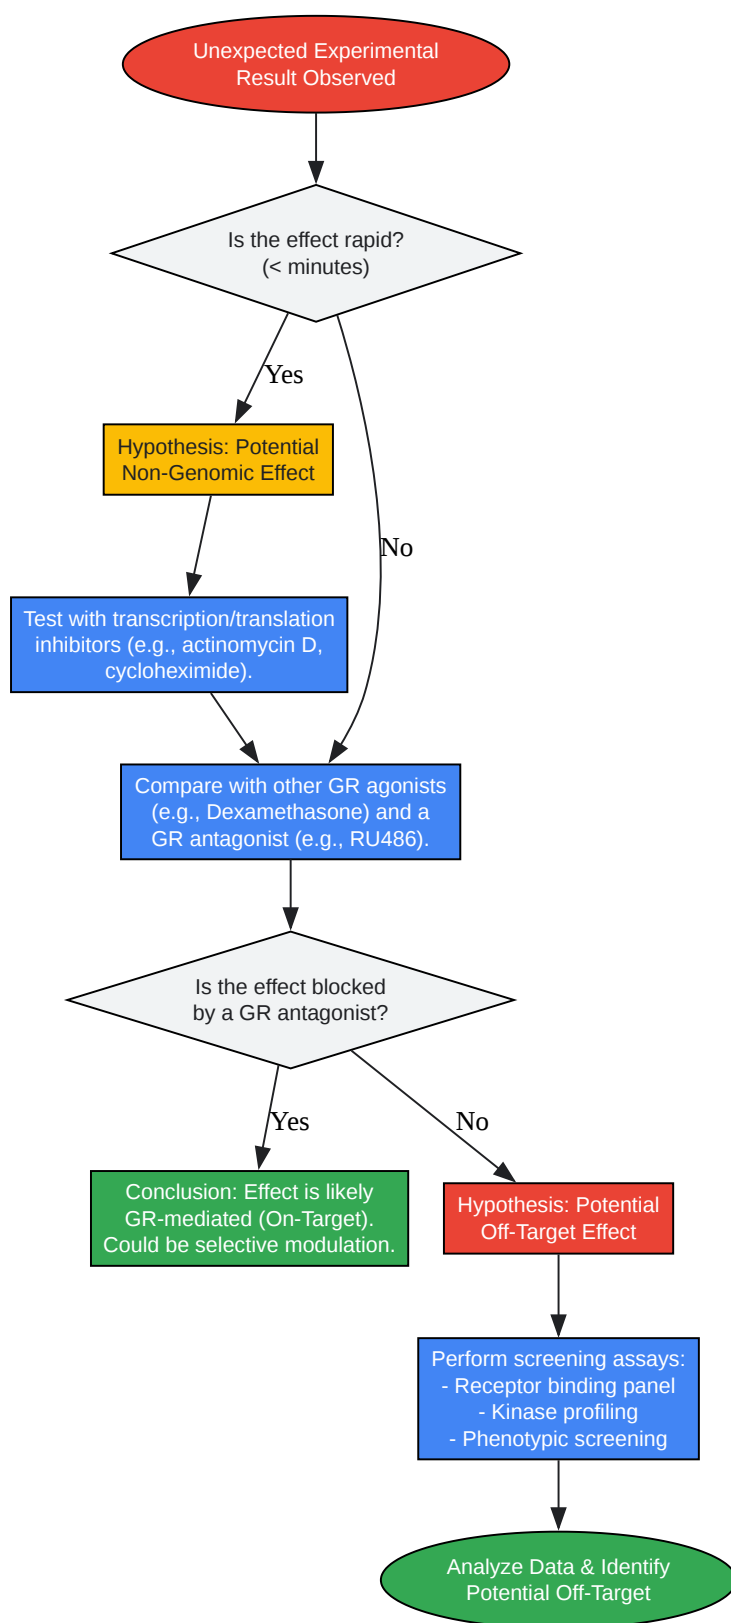 Unexpected Experimental
Result Observed
Is the effect rapid?
(< minutes)
Yes
Hypothesis: Potential
Non-Genomic Effect
No
Test with transcription/translation
inhibitors (e.g., actinomycin D,
cycloheximide).
Compare with other GR agonists
(e.g., Dexamethasone) and a
GR antagonist (e.g., RU486).
Is the effect blocked
by a GR antagonist?
Yes
No
Conclusion: Effect is likely
GR-mediated (On-Target).
Could be selective modulation.
Hypothesis: Potential
Off-Target Effect
Perform screening assays:
- Receptor binding panel
- Kinase profiling
- Phenotypic screening
Analyze Data & Identify
Potential Off-Target